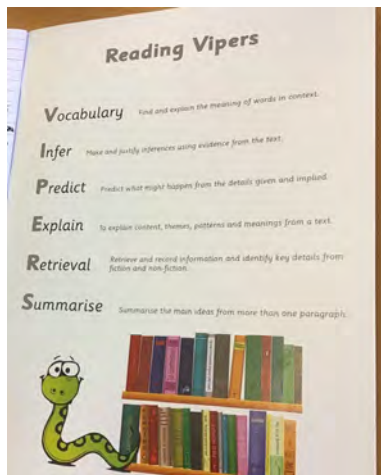 Reading Vipers
Vocabulary Find and explain the meaning of words in context.
Infer Make and justify inferences using evidence from the text.
Predict Predict what might happen from the details given and implied.
Explain To explain content, themes, patterns and meanings from a text.
Retrieval Retrieve and record information and identify key details from
fiction and non-fiction.
Summarise Summarise the main ideas from more than one paragraph.